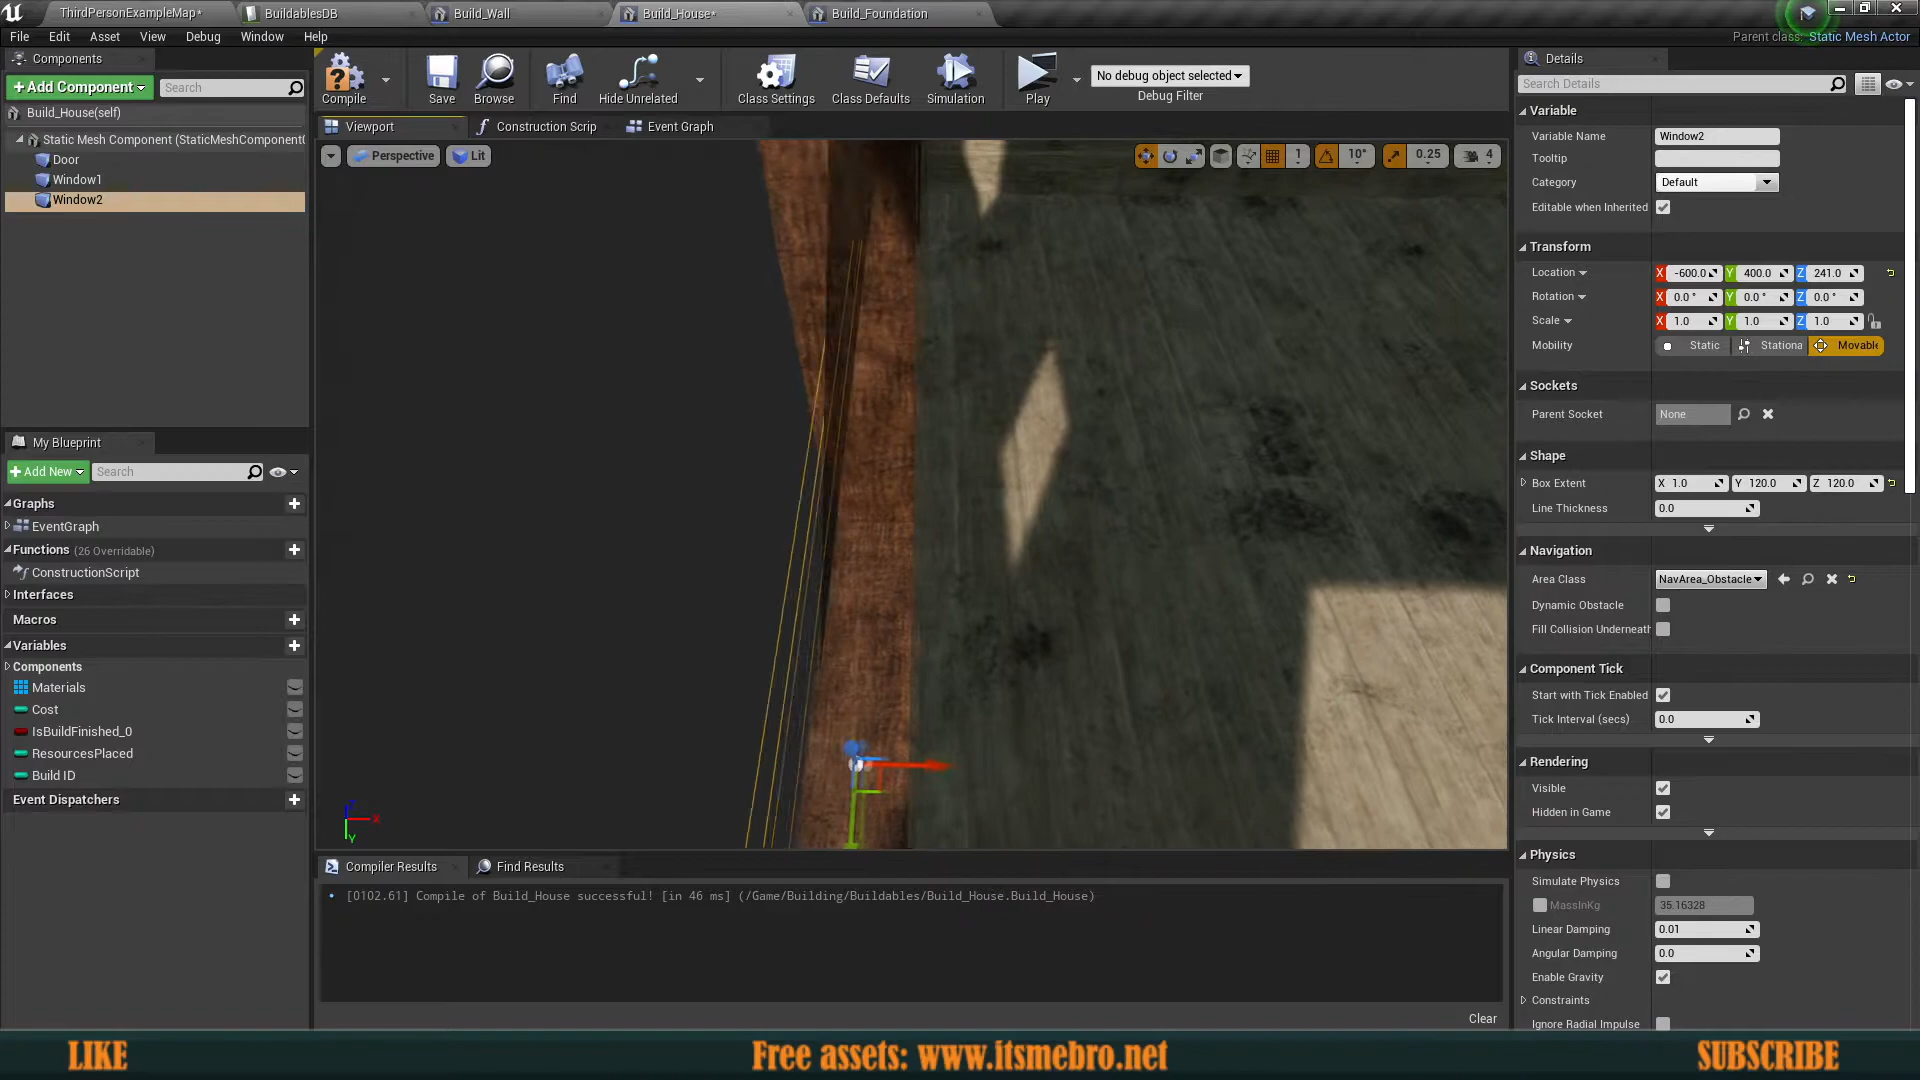 ThirdPersonExampleMap*
BuildablesDB
Build_Wall
Build_House*
Build_Foundation
File Edit Asset View Debug Window Help
Parent class: Static Mesh Actor
Components
+ Add Component
Search
Build_House(self)
Static Mesh Component (StaticMeshComponent(
Door
Window1
Window2
Compile
Save
Browse
Find
Hide Unrelated
Class Settings
Class Defaults
Simulation
Play
No debug object selected
Debug Filter
Viewport
Construction Scrip
Event Graph
Perspective
Lit
1
10°
0.25
4
My Blueprint
+ Add New
Search
Graphs
EventGraph
Functions (26 Overridable)
ConstructionScript
Interfaces
Macros
Variables
Components
Materials
Cost
IsBuildFinished_0
ResourcesPlaced
Build ID
Event Dispatchers
X
Y
Compiler Results
Find Results
[0102.61] Compile of Build_House successful! [in 46 ms] (/Game/Building/Buildables/Build_House.Build_House)
Clear
Details
Search Details
Variable
Variable Name Window2
Tooltip
Category Default
Editable when Inherited
Transform
Location X -600.0 Y 400.0 Z 241.0
Rotation X 0.0 ° Y 0.0 ° Z 0.0 °
Scale X 1.0 Y 1.0 Z 1.0
Mobility Static Stationa Movable
Sockets
Parent Socket None
Shape
Box Extent X 1.0 Y 120.0 Z 120.0
Line Thickness 0.0
Navigation
Area Class NavArea_Obstacle
Dynamic Obstacle
Fill Collision Underneath
Component Tick
Start with Tick Enabled
Tick Interval (secs) 0.0
Rendering
Visible
Hidden in Game
Physics
Simulate Physics
MassInKg 35.16328
Linear Damping 0.01
Angular Damping 0.0
Enable Gravity
Constraints
Ignore Radial Impulse
LIKE
Free assets: www.itsmebro.net
SUBSCRIBE